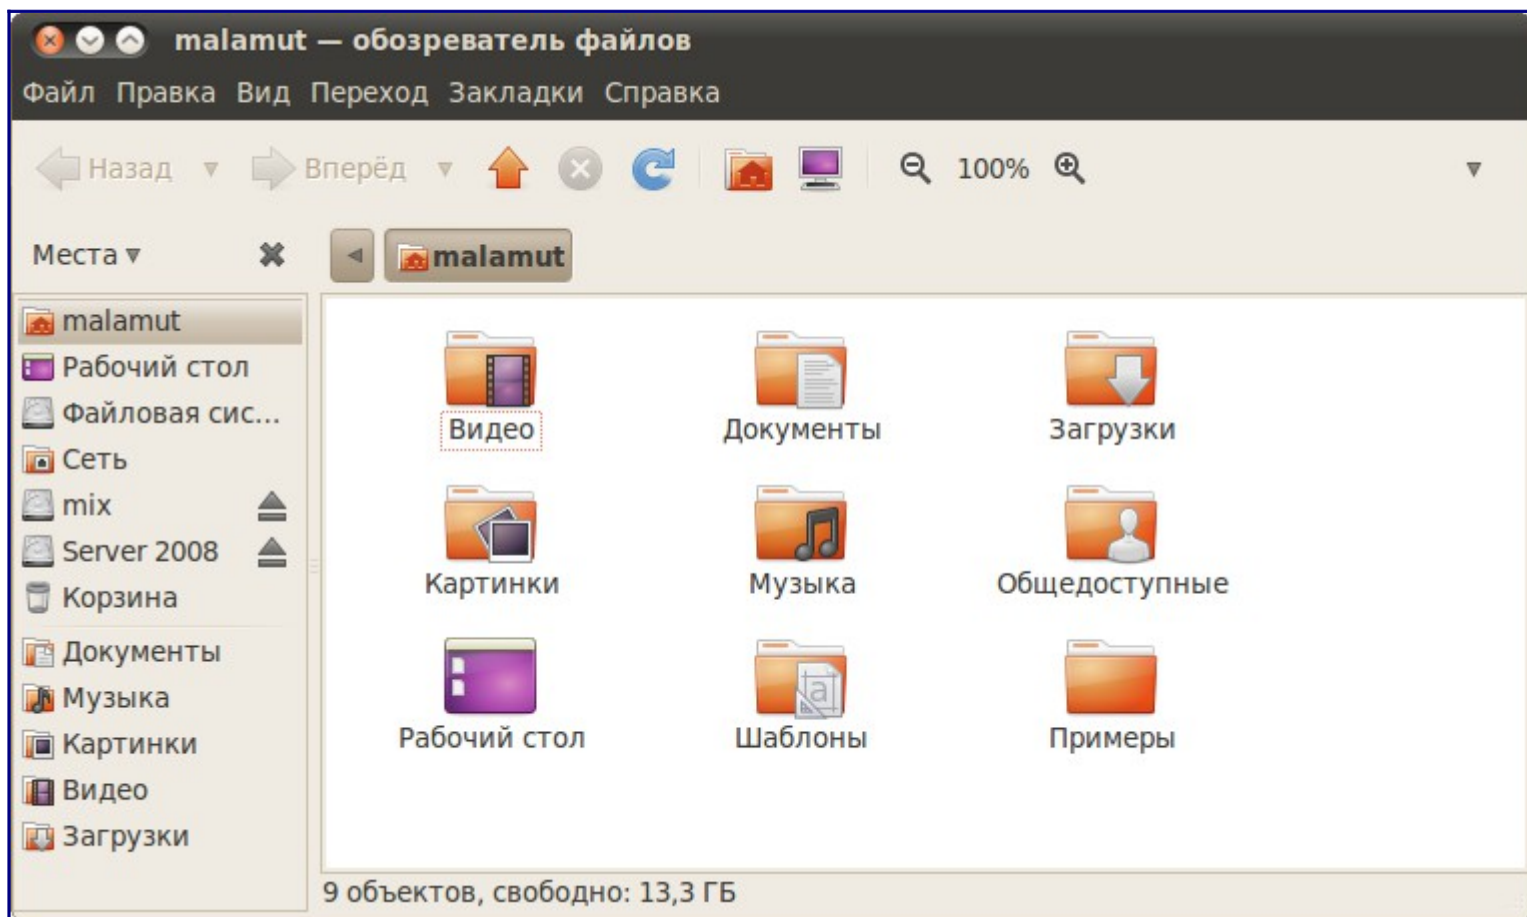 malamut — обозреватель файлов
Файл Правка Вид Переход Закладки Справка
Назад Вперёд 100%
Места
malamut
malamut
Рабочий стол
Файловая сис...
Сеть
mix
Server 2008
Корзина
Документы
Музыка
Картинки
Видео
Загрузки
Видео Документы Загрузки
Картинки Музыка Общедоступные
Рабочий стол Шаблоны Примеры
9 объектов, свободно: 13,3 ГБ